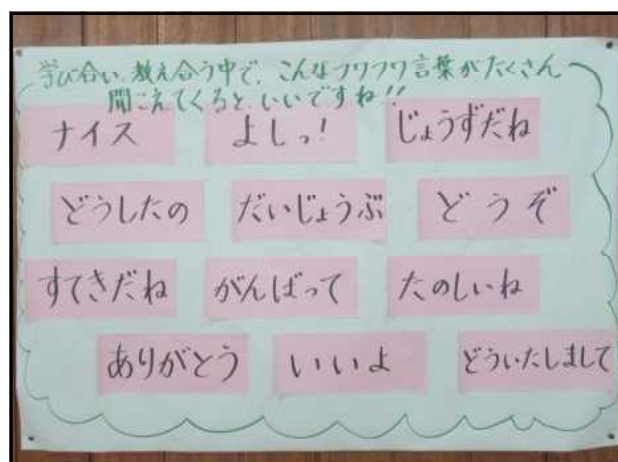 学び合い、教え合う中で、こんなフワフワ言葉がたくさん
聞こえてくると、いいですね!!
ナイス よしっ! じょうずだね
どうしたの だいじょうぶ どうぞ
すてきだね がんばって たのしいね
ありがとう いいよ どういたしまして